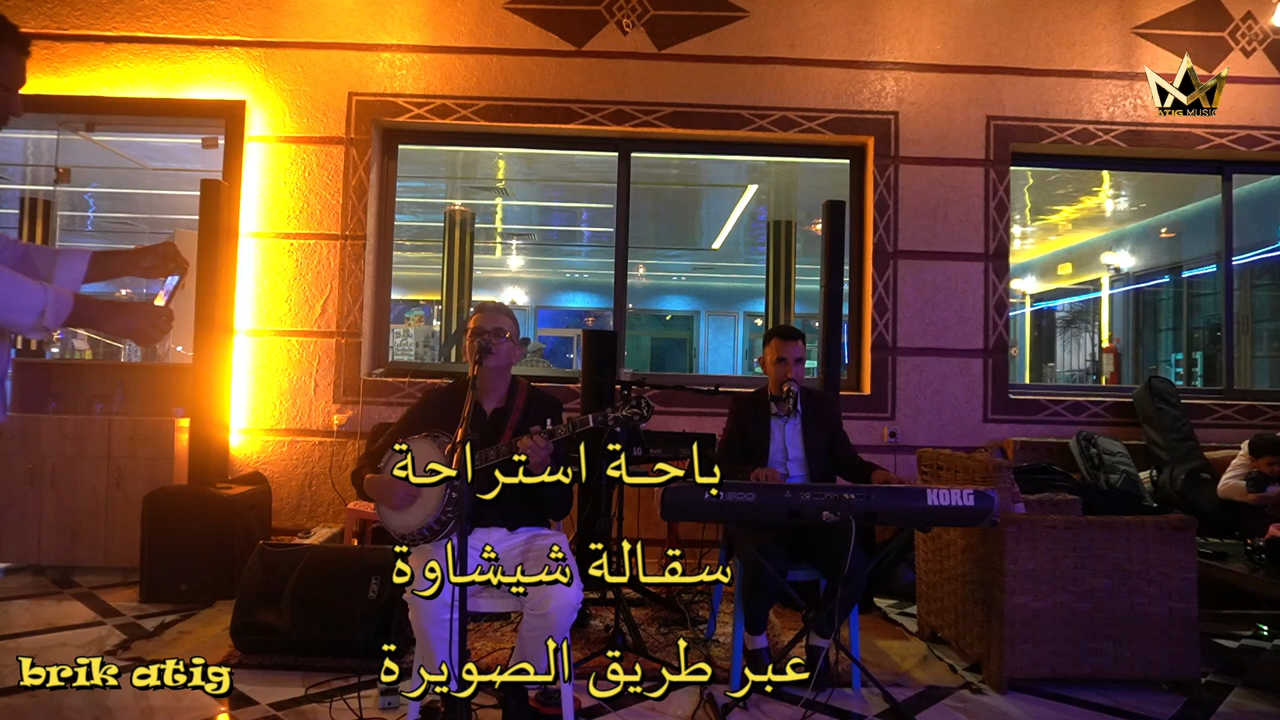 ATIG MUSIC
باحة استراحة
KORG
سقالة شيشاوة
عبر طريق الصويرة
brik atig